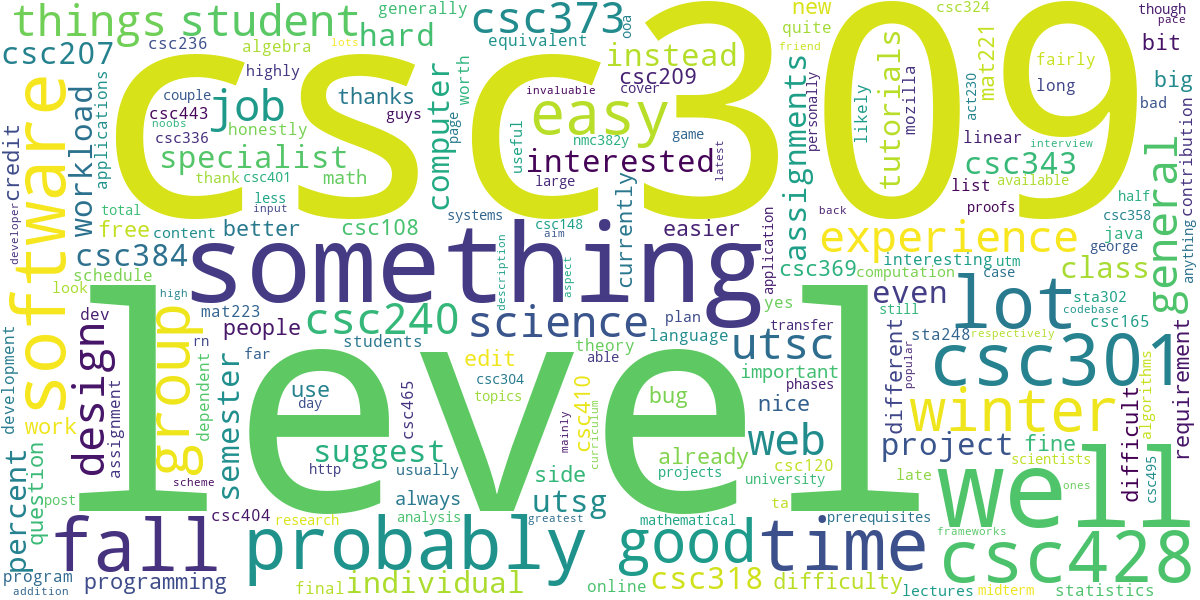 things
student
generally
csc373
new
csc324
though
pace
csc207
csc236
algebra
hard
equivalent
ooa
quite
friend
lots
instead
fairly
bit
csc309
highly
couple
csc443
csc336
noobs
honestly
job
thanks
guys
computer
worth
page
csc209
cover
invaluable
easy
useful
nmc382y
game
latest
assignments
personally
likely
tutorials
mozilla
act230
mat221
linear
long
big
bad
contribution
interview
software
credit
workload
applications
specialist
thank
csc401
math
less
input
interested
large
csc343
list
available
proofs
half
csc358
java
george
general
anything
requirement
developer
total
free
content
better
csc108
systems
csc148
aim
description
aspect
currently
easier
application
back
experience
interesting
utm
case
class
csc384
something
csc369
computation
schedule
look
high
mat223
rn
far
dev
design
people
group
dependent
csc240
students
science
theory
able
plan
language
yes
transfer
utsc
important
phases
even
still
lot
sta302
codebase
csc165
sta248
respectively
popular
different
csc301
algorithms
development
work
assignment
semester
use
day
level
edit
csc304
topics
csc465
csc410
curriculum
mainly
bug
web
nice
winter
percent
question
post
scheme
suggest
http
usually
always
side
utsg
already
projects
university
csc120
ta
project
late
fine
scientists
difficult
csc495
ones
well
fall
csc404
research
probably
analysis
greatest
good
mathematical
time
prerequisites
frameworks
csc428
program
addition
programming
final
individual
online
csc318
difficulty
lectures
midterm
statistics